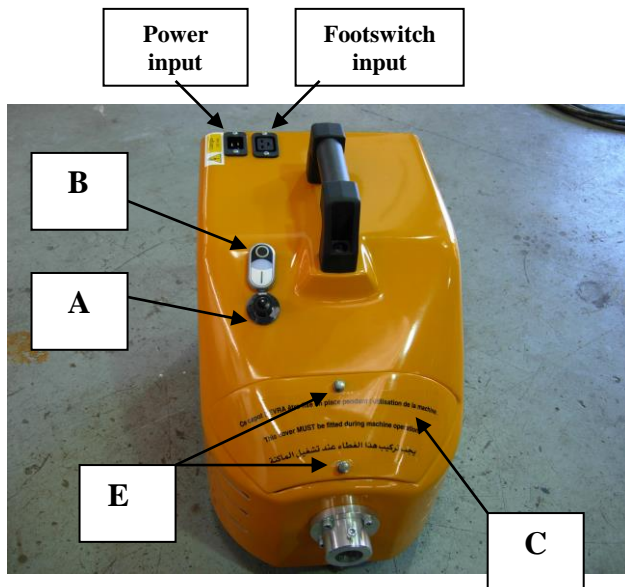 Power
input
Footswitch
input
B
A
Ce capot DEVRA être en place pendant l'utilisation de la machine.
This cover MUST be fitted during machine operation
يجب تركيب هذا الغطاء عند تشغيل الماكنة
E
C